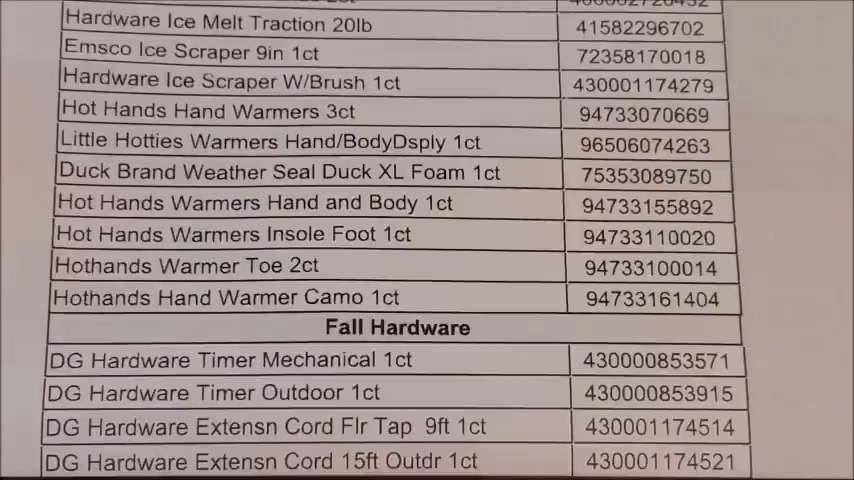 Hardware Ice Melt Traction 20lb 41582296702
Emsco Ice Scraper 9in 1ct 72358170018
Hardware Ice Scraper W/Brush 1ct 430001174279
Hot Hands Hand Warmers 3ct 94733070669
Little Hotties Warmers Hand/BodyDsply 1ct 96506074263
Duck Brand Weather Seal Duck XL Foam 1ct 75353089750
Hot Hands Warmers Hand and Body 1ct 94733155892
Hot Hands Warmers Insole Foot 1ct 94733110020
Hothands Warmer Toe 2ct 94733100014
Hothands Hand Warmer Camo 1ct 94733161404
Fall Hardware
DG Hardware Timer Mechanical 1ct 430000853571
DG Hardware Timer Outdoor 1ct 430000853915
DG Hardware Extensn Cord Flr Tap 9ft 1ct 430001174514
DG Hardware Extensn Cord 15ft Outdr 1ct 430001174521